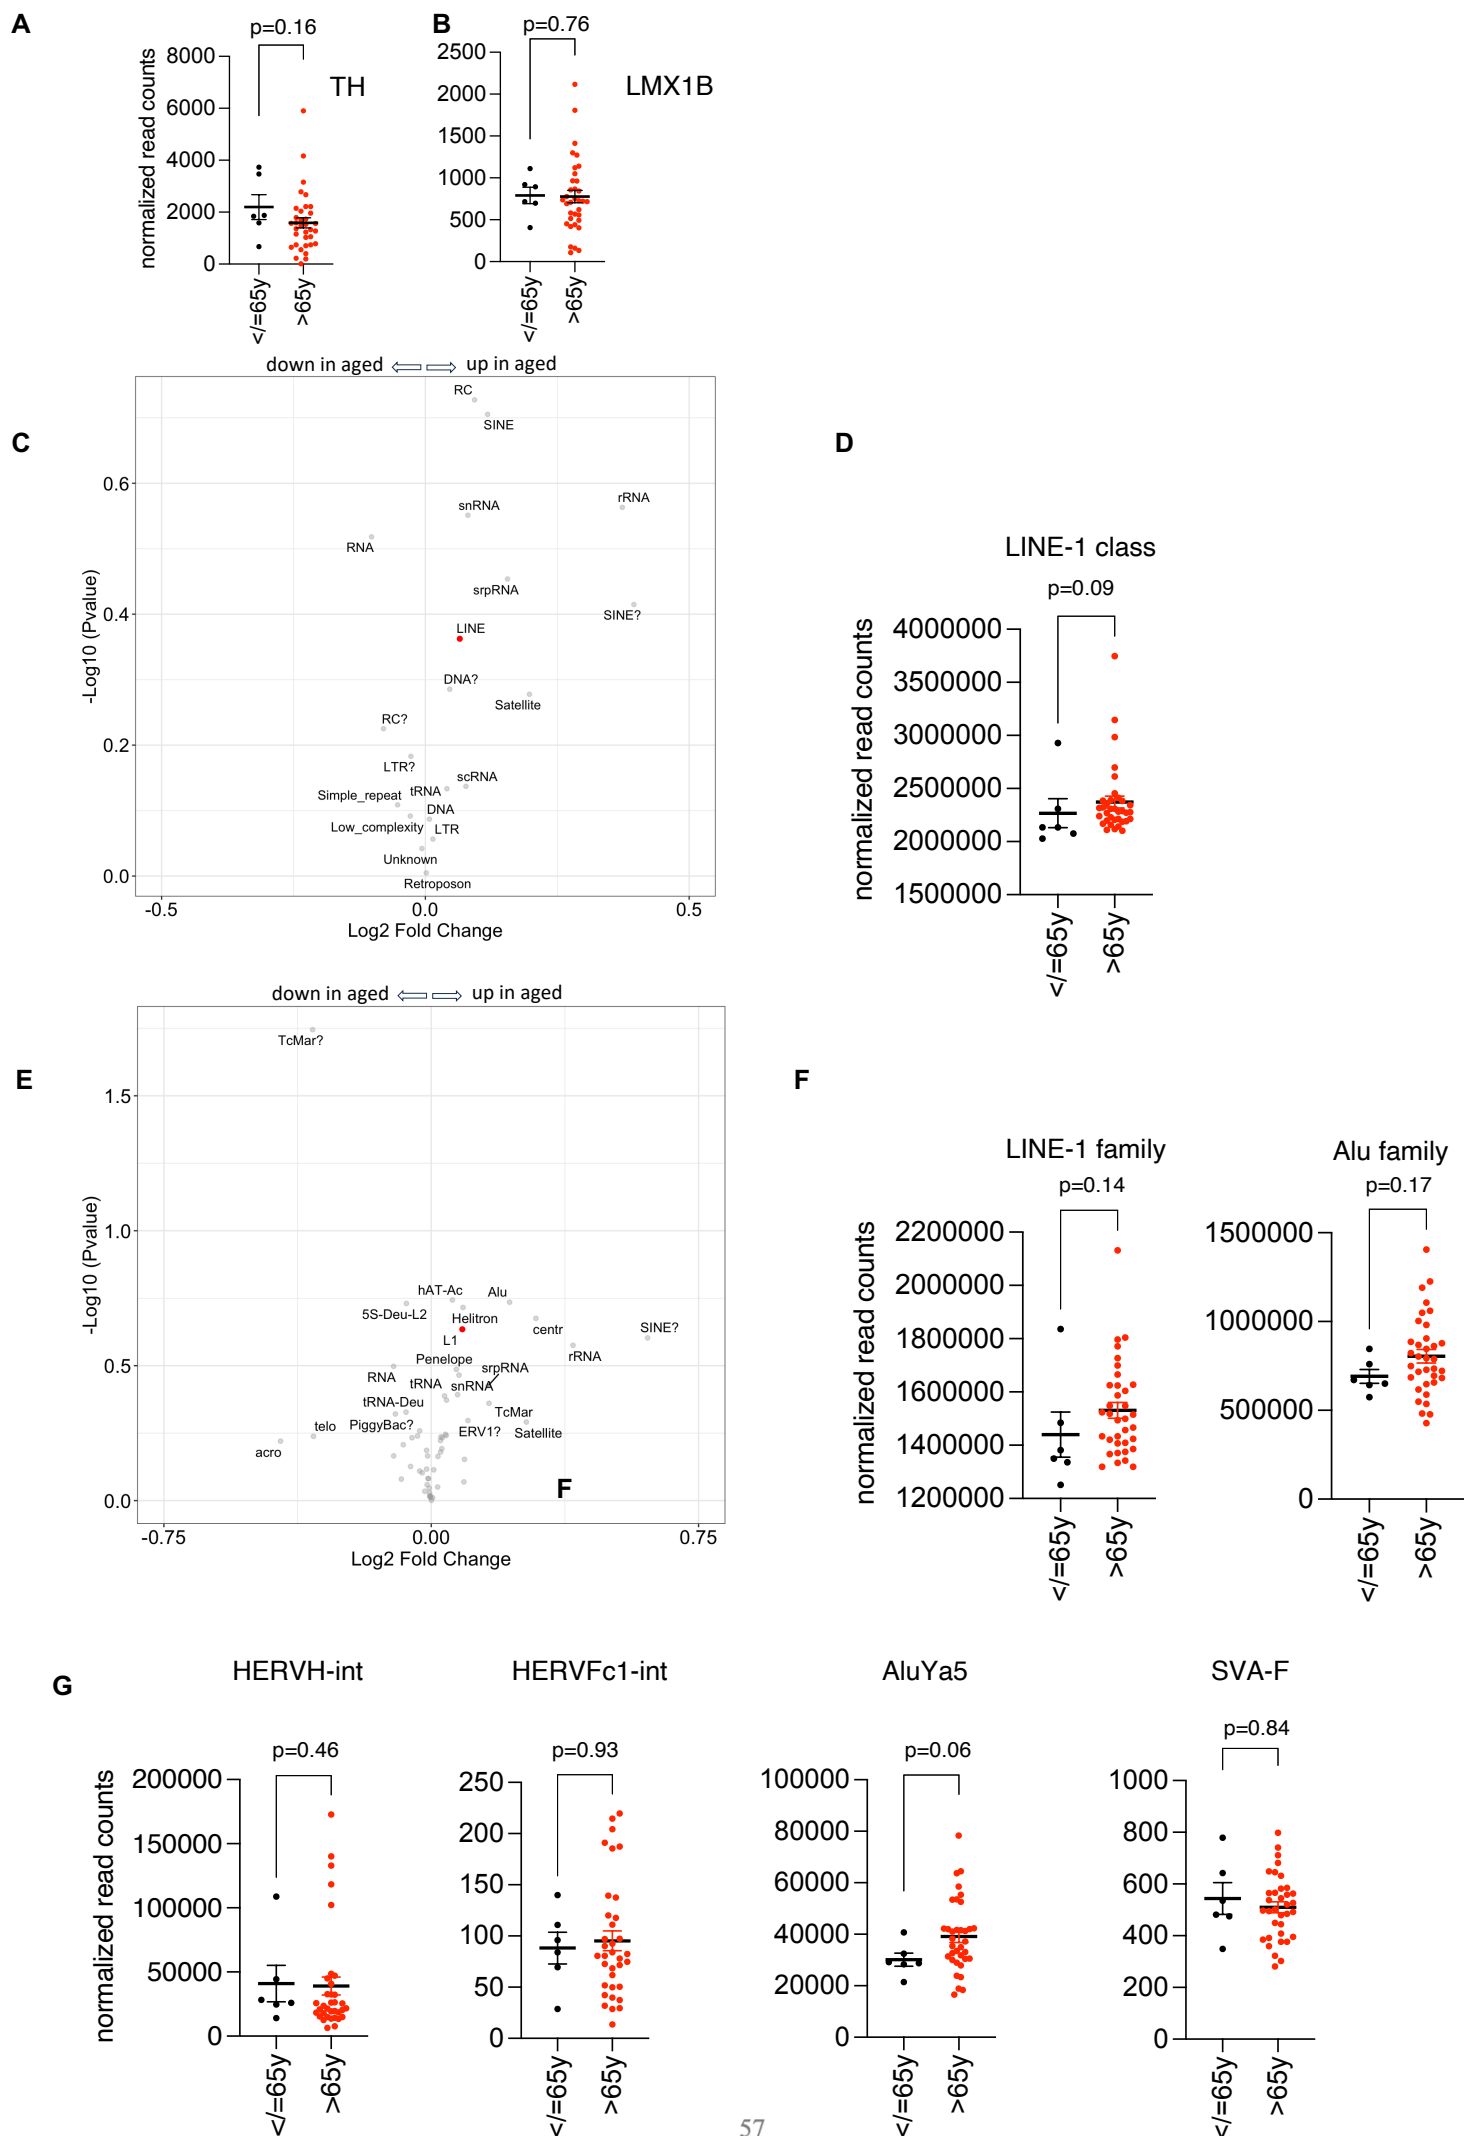 A
p=0.16
TH
normalized read counts
8000
6000
4000
2000
0
</=65y
>65y
B
p=0.76
LMX1B
2500
2000
1500
1000
500
0
</=65y
>65y
C
down in aged
up in aged
RC
SINE
rRNA
snRNA
RNA
srpRNA
SINE?
LINE
DNA?
Satellite
RC?
LTR?
scRNA
tRNA
Simple_repeat
DNA
Low_complexity
LTR
Unknown
Retroposon
0.6
0.4
0.2
0.0
-Log10 (Pvalue)
-0.5
0.0
0.5
Log2 Fold Change
D
LINE-1 class
p=0.09
normalized read counts
4000000
3500000
3000000
2500000
2000000
1500000
</=65y
>65y
E
down in aged
up in aged
TcMar?
hAT-Ac
Alu
5S-Deu-L2
Helitron
centr
SINE?
L1
rRNA
Penelope
srpRNA
RNA
tRNA
snRNA
tRNA-Deu
TcMar
telo
PiggyBac?
ERV1?
Satellite
acro
F
1.5
1.0
0.5
0.0
-Log10 (Pvalue)
-0.75
0.00
0.75
Log2 Fold Change
F
LINE-1 family
p=0.14
normalized read counts
2200000
2000000
1800000
1600000
1400000
1200000
</=65y
>65y
Alu family
p=0.17
1500000
1000000
500000
0
</=65y
>65y
G
HERVH-int
p=0.46
normalized read counts
200000
150000
100000
50000
0
</=65y
>65y
HERVFc1-int
p=0.93
250
200
150
100
50
0
</=65y
>65y
AluYa5
p=0.06
100000
80000
60000
40000
20000
0
</=65y
>65y
SVA-F
p=0.84
1000
800
600
400
200
0
</=65y
>65y
57